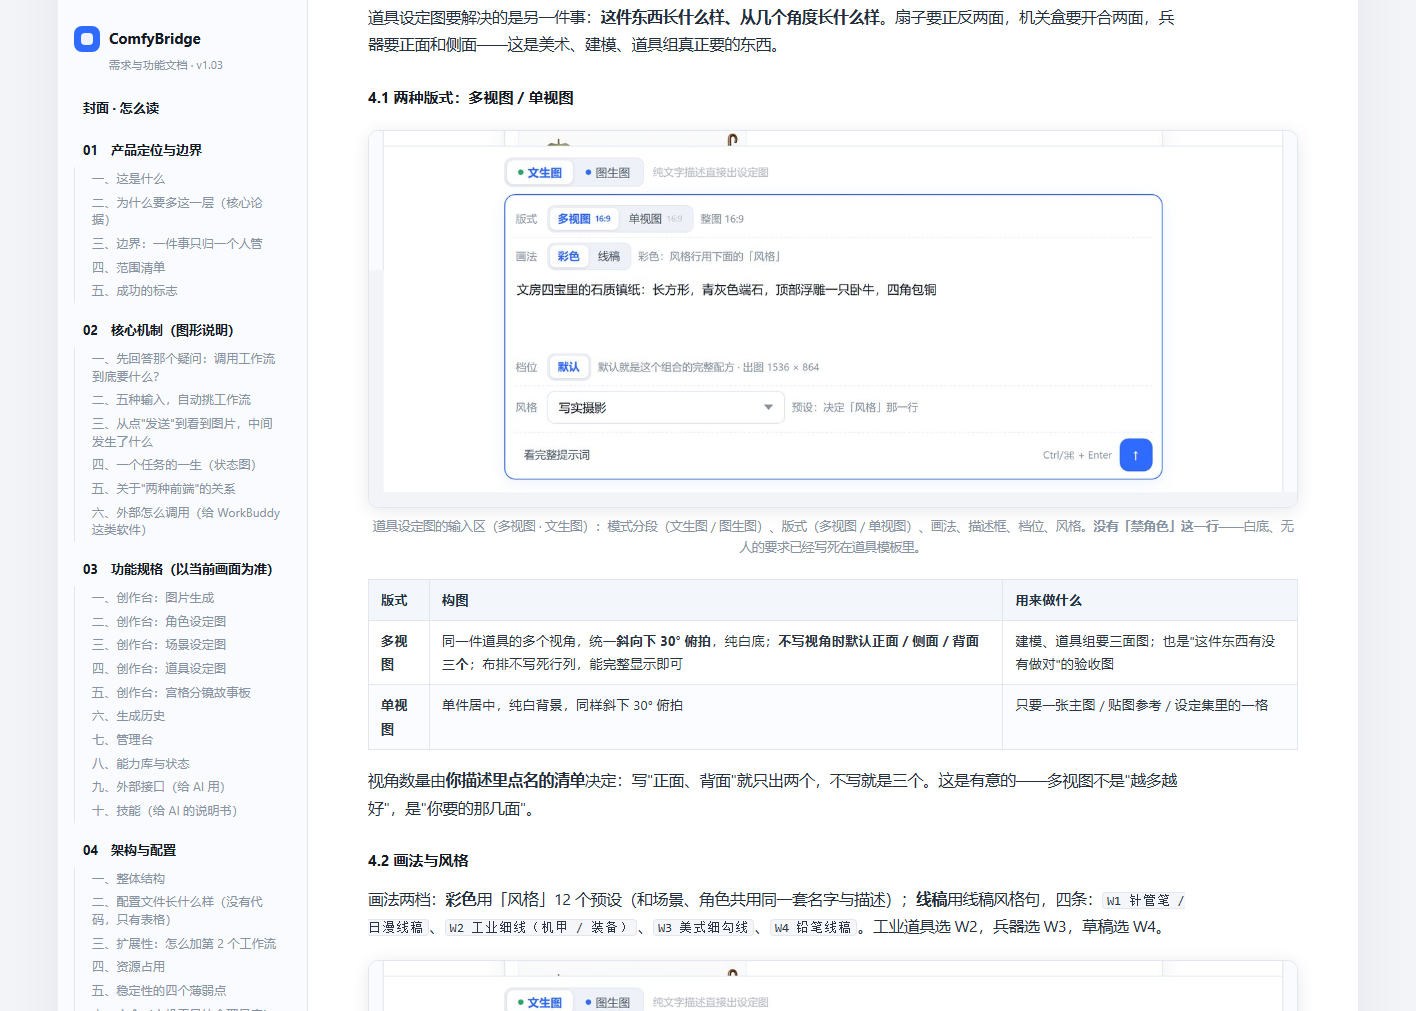 ComfyBridge
需求与功能文档 · v1.03
封面 · 怎么读
01 产品定位与边界
一、这是什么
二、为什么要多这一层（核心论
据）
三、边界：一件事只归一个人管
四、范围清单
五、成功的标志
02 核心机制（图形说明）
一、先回答那个疑问：调用工作流
到底要什么？
二、五种输入，自动挑工作流
三、从点"发送"到看到图片，中间
发生了什么
四、一个任务的一生（状态图）
五、关于"两种前端"的关系
六、外部怎么调用（给 WorkBuddy
这类软件）
03 功能规格（以当前画面为准）
一、创作台：图片生成
二、创作台：角色设定图
三、创作台：场景设定图
四、创作台：道具设定图
五、创作台：宫格分镜故事板
六、生成历史
七、管理台
八、能力库与状态
九、外部接口（给 AI 用）
十、技能（给 AI 的说明书）
04 架构与配置
一、整体结构
二、配置文件长什么样（没有代
码，只有表格）
三、扩展性：怎么加第 2 个工作流
四、资源占用
五、稳定性的四个薄弱点
道具设定图要解决的是另一件事：这件东西长什么样、从几个角度长什么样。扇子要正反两面，机关盒要开合两面，兵
器要正面和侧面——这是美术、建模、道具组真正要的东西。
4.1 两种版式：多视图 / 单视图
文生图 图生图 纯文字描述直接出设定图
版式 多视图 16:9 单视图 16:9 整图 16:9
画法 彩色 线稿 彩色：风格行用下面的「风格」
文房四宝里的石质镇纸：长方形，青灰色端石，顶部浮雕一只卧牛，四角包铜
档位 默认 默认就是这个组合的完整配方 · 出图 1536 × 864
风格 写实摄影 预设：决定「风格」那一行
看完整提示词 Ctrl/⌘ + Enter ↑
道具设定图的输入区（多视图 · 文生图）：模式分段（文生图 / 图生图）、版式（多视图 / 单视图）、画法、描述框、档位、风格。没有「禁角色」这一行——白底、无
人的要求已经写死在道具模板里。
版式 构图 用来做什么
多视 同一件道具的多个视角，统一斜向下 30° 俯拍，纯白底；不写视角时默认正面 / 侧面 / 背面 建模、道具组要三面图；也是"这件东西有没
图 三个；布排不写死行列，能完整显示即可 有做对"的验收图
单视 单件居中，纯白背景，同样斜下 30° 俯拍 只要一张主图 / 贴图参考 / 设定集里的一格
图
视角数量由你描述里点名的清单决定：写"正面、背面"就只出两个，不写就是三个。这是有意的——多视图不是"越多越
好"，是"你要的那几面"。
4.2 画法与风格
画法两档：彩色用「风格」12 个预设（和场景、角色共用同一套名字与描述）；线稿用线稿风格句，四条：W1 针管笔 /
日漫线稿、W2 工业细线（机甲 / 装备）、W3 美式细勾线、W4 铅笔线稿。工业道具选 W2，兵器选 W3，草稿选 W4。
文生图 图生图 纯文字描述直接出设定图